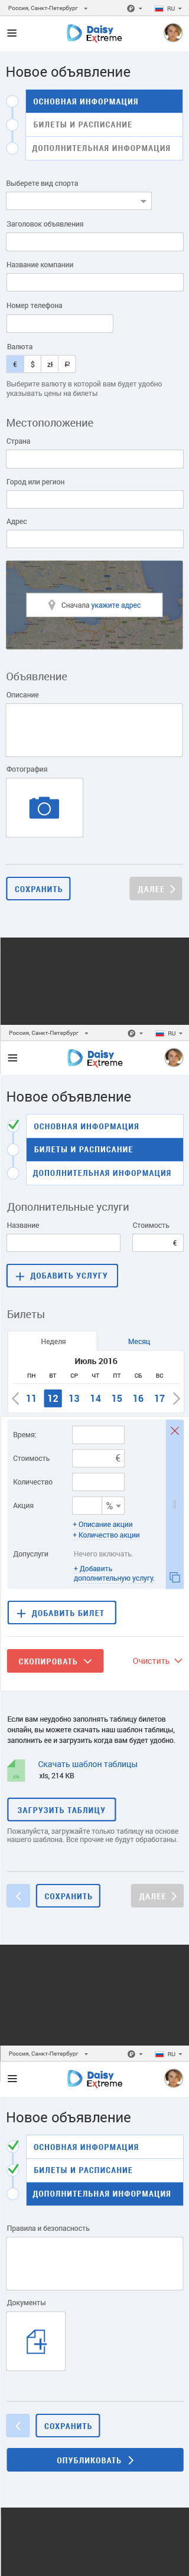 Россия, Санкт-Петербург RU
Daisy
Extreme
Новое объявление
ОСНОВНАЯ ИНФОРМАЦИЯ
БИЛЕТЫ И РАСПИСАНИЕ
ДОПОЛНИТЕЛЬНАЯ ИНФОРМАЦИЯ
Выберете вид спорта
Заголовок объявления
Название компании
Номер телефона
Валюта
€ $ zł ₽
Выберите валюту в которой вам будет удобно
указывать цены на билеты
Местоположение
Страна
Город или регион
Адрес
Сначала укажите адрес
Объявление
Описание
Фотография
СОХРАНИТЬ ДАЛЕЕ
Россия, Санкт-Петербург RU
Daisy
Extreme
Новое объявление
ОСНОВНАЯ ИНФОРМАЦИЯ
БИЛЕТЫ И РАСПИСАНИЕ
ДОПОЛНИТЕЛЬНАЯ ИНФОРМАЦИЯ
Дополнительные услуги
Название Стоимость
€
+ ДОБАВИТЬ УСЛУГУ
Билеты
Неделя Месяц
Июль 2016
ПН ВТ СР ЧТ ПТ СБ ВС
11 12 13 14 15 16 17
Время:
Стоимость €
Количество
Акция %
+ Описание акции
+ Количество акции
Допуслуги Нечего включать.
+ Добавить
дополнительную услугу.
+ ДОБАВИТЬ БИЛЕТ
СКОПИРОВАТЬ Очистить
Если вам неудобно заполнять таблицу билетов
онлайн, вы можете скачать наш шаблон таблицы,
заполнить ее и загрузить когда вам будет удобно.
Скачать шаблон таблицы
xls, 214 KB
ЗАГРУЗИТЬ ТАБЛИЦУ
Пожалуйста, загружайте только таблицу на основе
нашего шаблона. Все прочие не будут обработаны.
СОХРАНИТЬ ДАЛЕЕ
Россия, Санкт-Петербург RU
Daisy
Extreme
Новое объявление
ОСНОВНАЯ ИНФОРМАЦИЯ
БИЛЕТЫ И РАСПИСАНИЕ
ДОПОЛНИТЕЛЬНАЯ ИНФОРМАЦИЯ
Правила и безопасность
Документы
СОХРАНИТЬ
ОПУБЛИКОВАТЬ